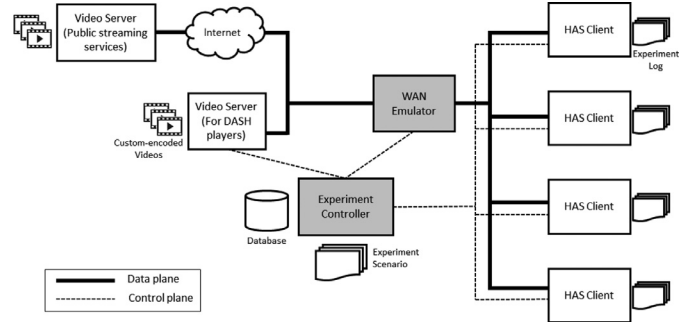 Video Server
(Public streaming
services)
Internet
HAS Client
Experiment
Log
Video Server
(For DASH
players)
Custom-encoded
Videos
WAN
Emulator
HAS Client
Experiment
Controller
Database
HAS Client
Experiment
Scenario
Data plane
Control plane
HAS Client